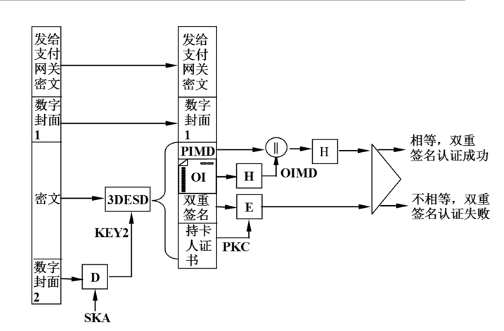 发给
支付
网关
密文
数字
封面
1
密文
数字
封面
2
D
SKA
3DESD
KEY2
发给
支付
网关
密文
数字
封面
1
PIMD
OI
双重
签名
持卡
人证
书
PKC
H
E
||
OIMD
H
相等，双重
签名认证成功
不相等，双重
签名认证失败